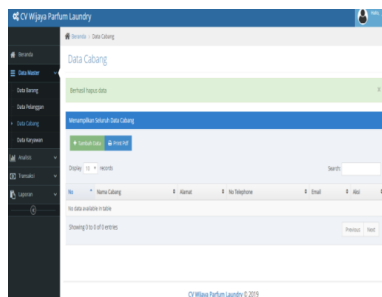 CV Wijaya Parfum Laundry
Beranda > Data Cabang
Beranda
Data Cabang
Data Master
Data Barang
Berhasil hapus data
Data Pelanggan
Data Cabang
Menampilkan Seluruh Data Cabang
Data Karyawan
Analisis
Tambah Data
Print Pdf
Transaksi
Display 10 records
Search:
Laporan
No
Nama Cabang
Alamat
No Telephone
Email
Aksi
No data available in table
Showing 0 to 0 of 0 entries
Previous
Next
CV Wijaya Parfum Laundry © 2019